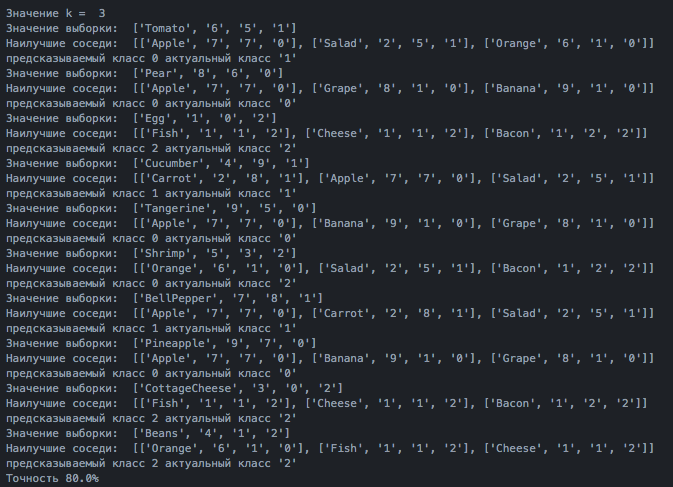 Значение k =  3
Значение выборки:  ['Tomato', '6', '5', '1']
Наилучшие соседи:  [['Apple', '7', '7', '0'], ['Salad', '2', '5', '1'], ['Orange', '6', '1', '0']]
предсказываемый класс 0 актуальный класс '1'
Значение выборки:  ['Pear', '8', '6', '0']
Наилучшие соседи:  [['Apple', '7', '7', '0'], ['Grape', '8', '1', '0'], ['Banana', '9', '1', '0']]
предсказываемый класс 0 актуальный класс '0'
Значение выборки:  ['Egg', '1', '0', '2']
Наилучшие соседи:  [['Fish', '1', '1', '2'], ['Cheese', '1', '1', '2'], ['Bacon', '1', '2', '2']]
предсказываемый класс 2 актуальный класс '2'
Значение выборки:  ['Cucumber', '4', '9', '1']
Наилучшие соседи:  [['Carrot', '2', '8', '1'], ['Apple', '7', '7', '0'], ['Salad', '2', '5', '1']]
предсказываемый класс 1 актуальный класс '1'
Значение выборки:  ['Tangerine', '9', '5', '0']
Наилучшие соседи:  [['Apple', '7', '7', '0'], ['Banana', '9', '1', '0'], ['Grape', '8', '1', '0']]
предсказываемый класс 0 актуальный класс '0'
Значение выборки:  ['Shrimp', '5', '3', '2']
Наилучшие соседи:  [['Orange', '6', '1', '0'], ['Salad', '2', '5', '1'], ['Bacon', '1', '2', '2']]
предсказываемый класс 0 актуальный класс '2'
Значение выборки:  ['BellPepper', '7', '8', '1']
Наилучшие соседи:  [['Apple', '7', '7', '0'], ['Carrot', '2', '8', '1'], ['Salad', '2', '5', '1']]
предсказываемый класс 1 актуальный класс '1'
Значение выборки:  ['Pineapple', '9', '7', '0']
Наилучшие соседи:  [['Apple', '7', '7', '0'], ['Banana', '9', '1', '0'], ['Grape', '8', '1', '0']]
предсказываемый класс 0 актуальный класс '0'
Значение выборки:  ['CottageCheese', '3', '0', '2']
Наилучшие соседи:  [['Fish', '1', '1', '2'], ['Cheese', '1', '1', '2'], ['Bacon', '1', '2', '2']]
предсказываемый класс 2 актуальный класс '2'
Значение выборки:  ['Beans', '4', '1', '2']
Наилучшие соседи:  [['Orange', '6', '1', '0'], ['Fish', '1', '1', '2'], ['Cheese', '1', '1', '2']]
предсказываемый класс 2 актуальный класс '2'
Точность 80.0%